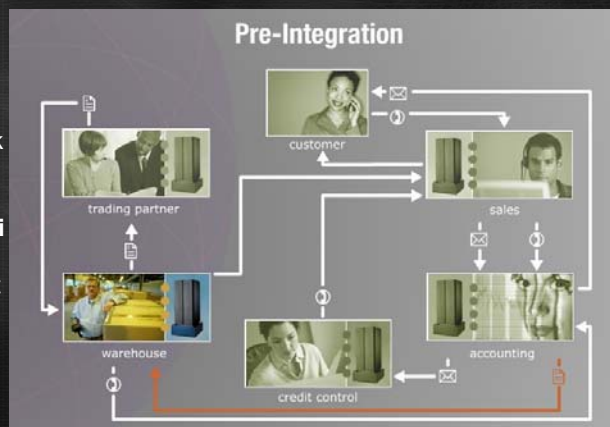 Pre-Integration
customer
trading partner
sales
warehouse
accounting
credit control